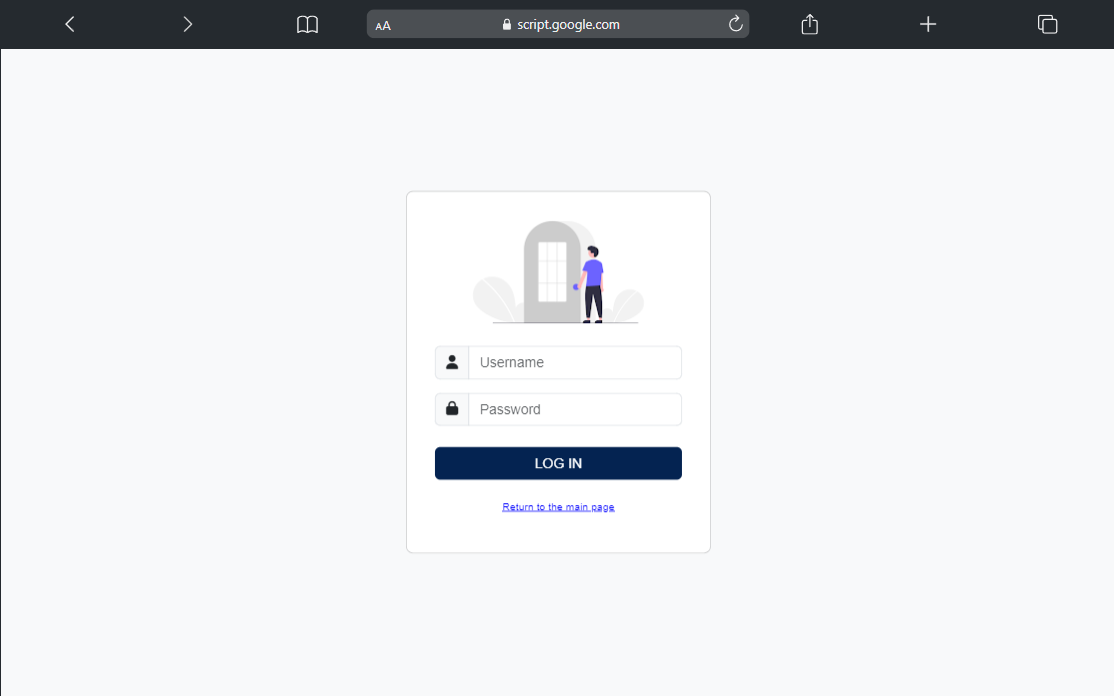 AA
script.google.com
Username
Password
LOG IN
Return to the main page